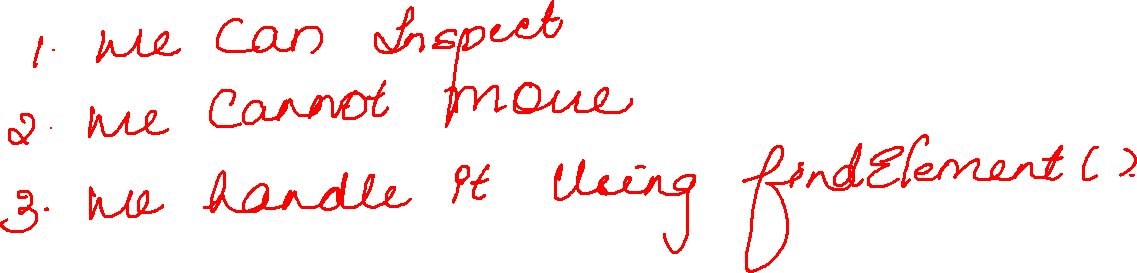 1. We Can Inspect
2. We Cannot move
3. We handle it Using findElement()